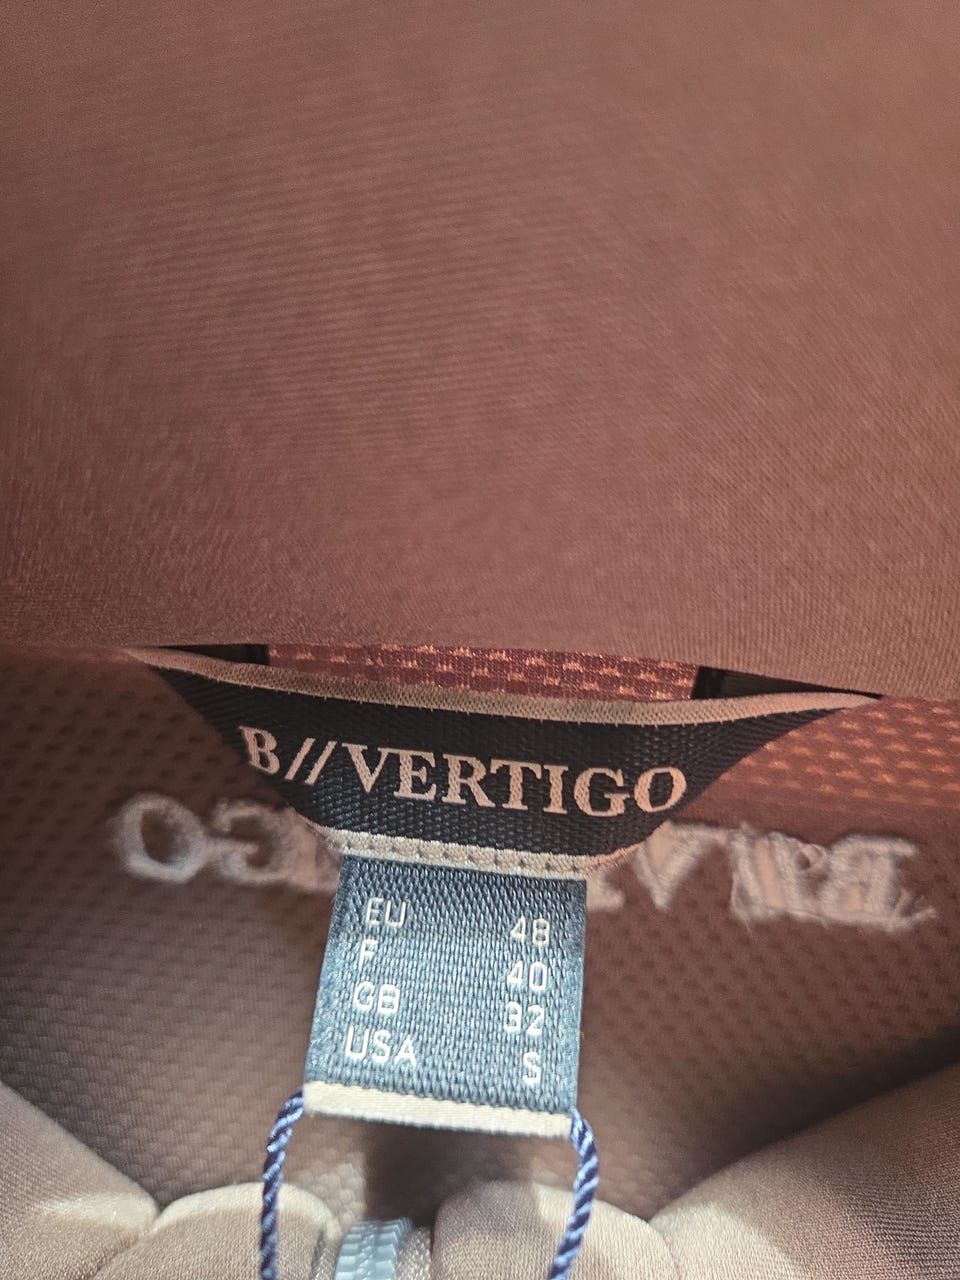 B//VERTIGO
EU 48
F 40
GB 32
USA S